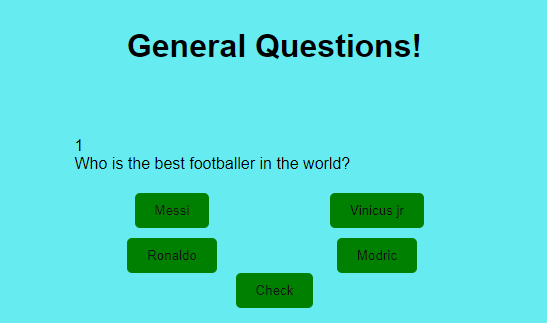 General Questions!
1
Who is the best footballer in the world?
Messi
Vinicus jr
Ronaldo
Modric
Check